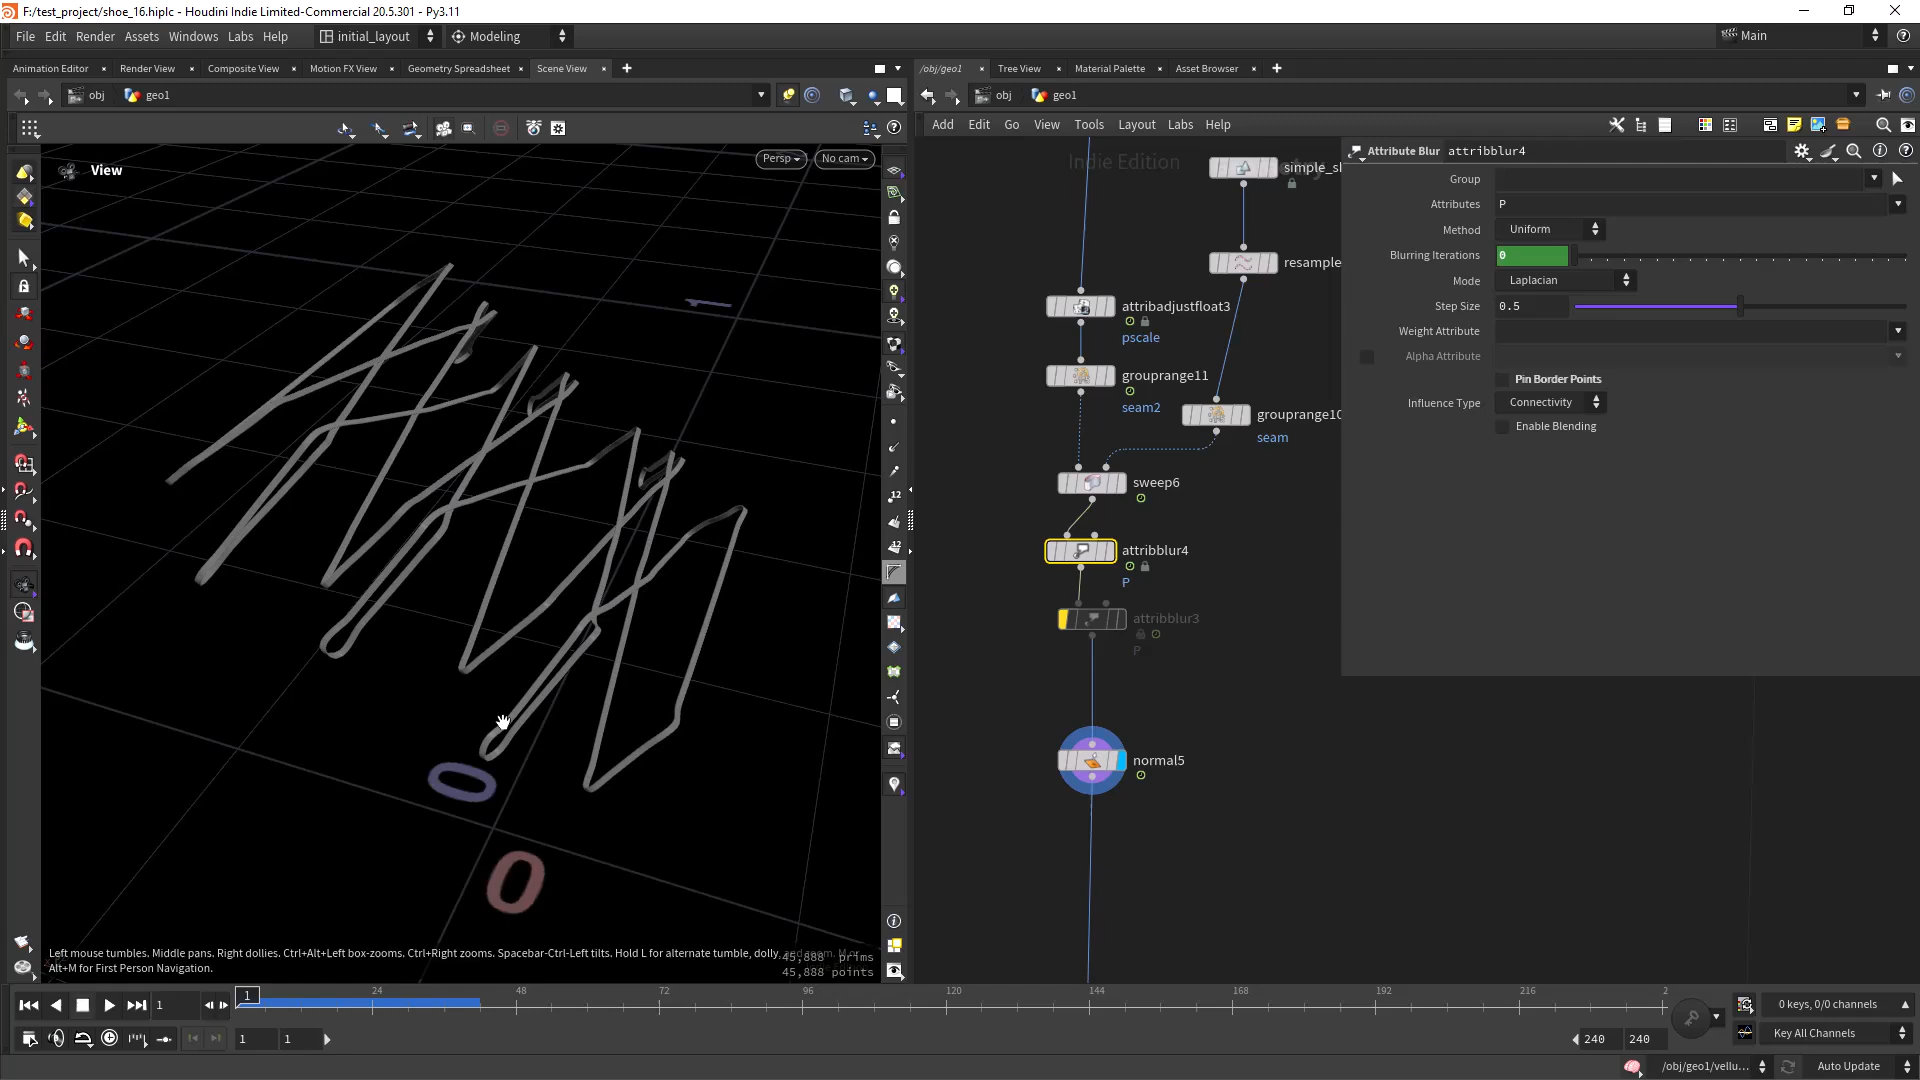 F:/test_project/shoe_16.hiplc - Houdini Indie Limited-Commercial 20.5.301 - Py3.11
File Edit Render Assets Windows Labs Help initial_layout Modeling Main
Animation Editor Render View Composite View Motion FX View Geometry Spreadsheet Scene View
/obj/geo1 Tree View Material Palette Asset Browser
obj geo1
obj geo1
Add Edit Go View Tools Layout Labs Help
View
Persp No cam
Indie Edition
simple_sh
resample
attribadjustfloat3
pscale
grouprange11
seam2
grouprange10
seam
sweep6
attribblur4
P
attribblur3
P
normal5
Attribute Blur attribblur4
Group
Attributes P
Method Uniform
Blurring Iterations 0
Mode Laplacian
Step Size 0.5
Weight Attribute
Alpha Attribute
Pin Border Points
Influence Type Connectivity
Enable Blending
12
12
0
0
Left mouse tumbles. Middle pans. Right dollies. Ctrl+Alt+Left box-zooms. Ctrl+Right zooms. Spacebar-Ctrl-Left tilts. Hold L for alternate tumble, dolly,
Alt+M for First Person Navigation.
45,888 prims
45,888 points
1 1 24 48 72 96 120 144 168 192 216 2
0 keys, 0/0 channels
1 1 240 240 Key All Channels
/obj/geo1/vellu... Auto Update